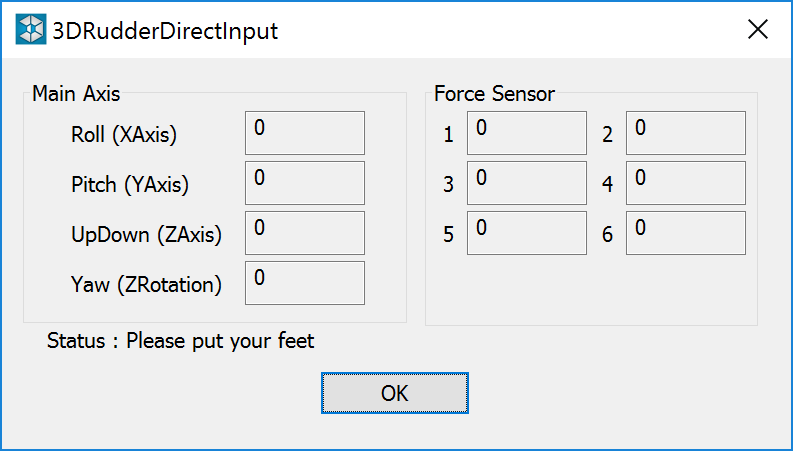 3DRudderDirectInput
Main Axis
Roll (XAxis) 0
Pitch (YAxis) 0
UpDown (ZAxis) 0
Yaw (ZRotation) 0
Force Sensor
1 0 2 0
3 0 4 0
5 0 6 0
Status : Please put your feet
OK